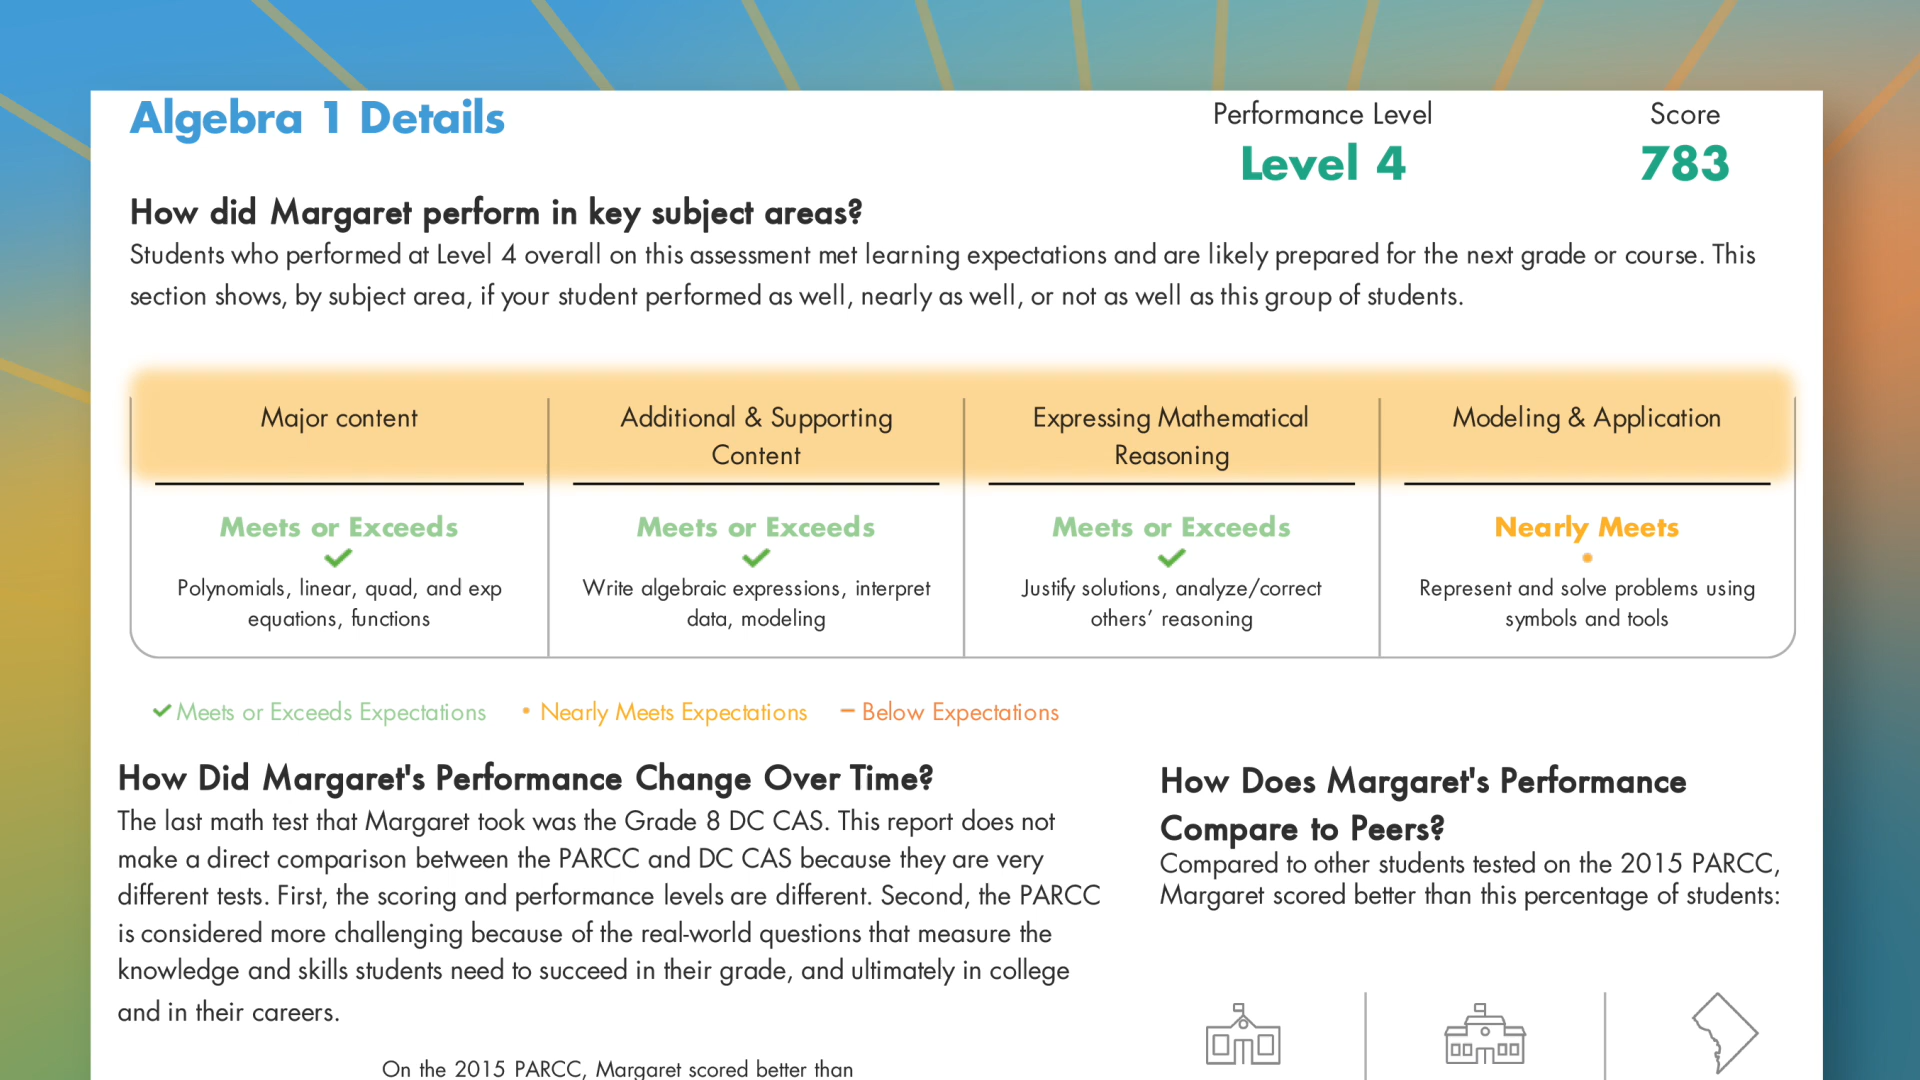 Algebra 1 Details
Performance Level
Score
Level 4
783
How did Margaret perform in key subject areas?
Students who performed at Level 4 overall on this assessment met learning expectations and are likely prepared for the next grade or course. This
section shows, by subject area, if your student performed as well, nearly as well, or not as well as this group of students.
Major content
Additional & Supporting
Content
Expressing Mathematical
Reasoning
Modeling & Application
Meets or Exceeds
Polynomials, linear, quad, and exp
equations, functions
Meets or Exceeds
Write algebraic expressions, interpret
data, modeling
Meets or Exceeds
Justify solutions, analyze/correct
others’ reasoning
Nearly Meets
Represent and solve problems using
symbols and tools
Meets or Exceeds Expectations
Nearly Meets Expectations
Below Expectations
How Did Margaret's Performance Change Over Time?
The last math test that Margaret took was the Grade 8 DC CAS. This report does not
make a direct comparison between the PARCC and DC CAS because they are very
different tests. First, the scoring and performance levels are different. Second, the PARCC
is considered more challenging because of the real-world questions that measure the
knowledge and skills students need to succeed in their grade, and ultimately in college
and in their careers.
On the 2015 PARCC, Margaret scored better than
How Does Margaret's Performance
Compare to Peers?
Compared to other students tested on the 2015 PARCC,
Margaret scored better than this percentage of students: